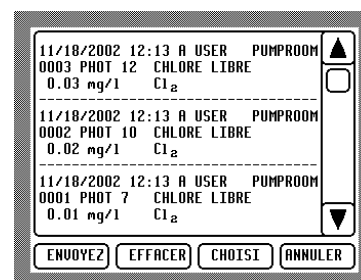 11/18/2002 12:13 A USER PUMPROOM
0003 PHOT 12 CHLORE LIBRE
0.03 mg/l Cl₂
11/18/2002 12:13 A USER PUMPROOM
0002 PHOT 10 CHLORE LIBRE
0.02 mg/l Cl₂
11/18/2002 12:13 A USER PUMPROOM
0001 PHOT 7 CHLORE LIBRE
0.01 mg/l Cl₂
ENVOYEZ EFFACER CHOISI ANNULER